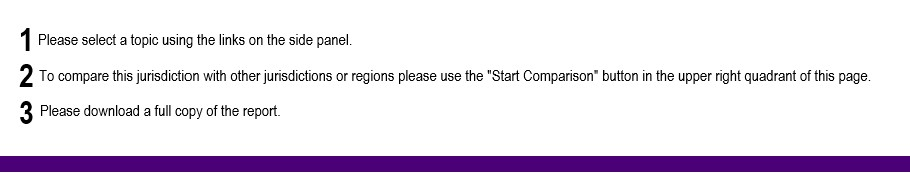 1 Please select a topic using the links on the side panel.
2 To compare this jurisdiction with other jurisdictions or regions please use the "Start Comparison" button in the upper right quadrant of this page.
3 Please download a full copy of the report.